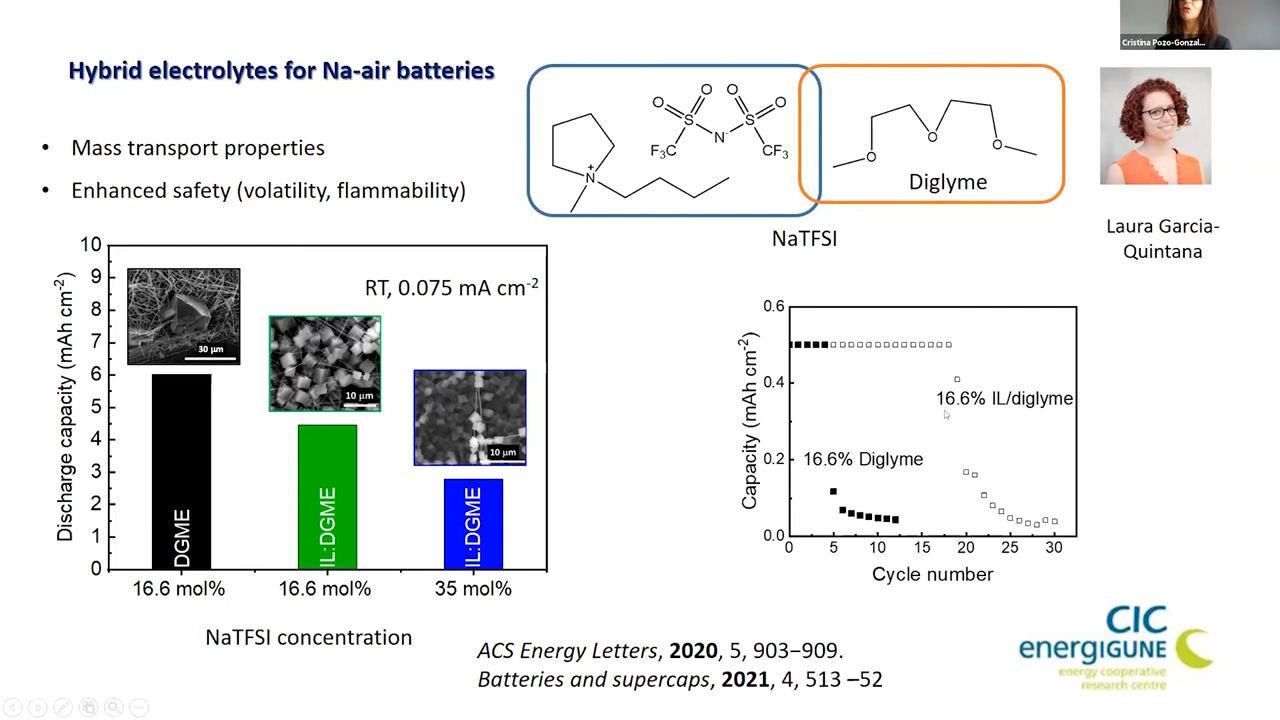 Cristina Pozo-Gonzal...
Hybrid electrolytes for Na-air batteries
• Mass transport properties
• Enhanced safety (volatility, flammability)
O
O
O
O
S
S
N-
F3C
CF3
+
N
O
O
O
Diglyme
NaTFSI
Laura Garcia-
Quintana
Discharge capacity (mAh cm-2)
10
9
8
7
6
5
4
3
2
1
0
RT, 0.075 mA cm-2
30 µm
10 µm
10 µm
DGME
IL:DGME
IL:DGME
16.6 mol%
16.6 mol%
35 mol%
NaTFSI concentration
Capacity (mAh cm-2)
0.6
0.4
0.2
0.0
16.6% IL/diglyme
16.6% Diglyme
0 5 10 15 20 25 30
Cycle number
ACS Energy Letters, 2020, 5, 903−909.
Batteries and supercaps, 2021, 4, 513 –52
CIC
energiGUNE
energy cooperative
research centre